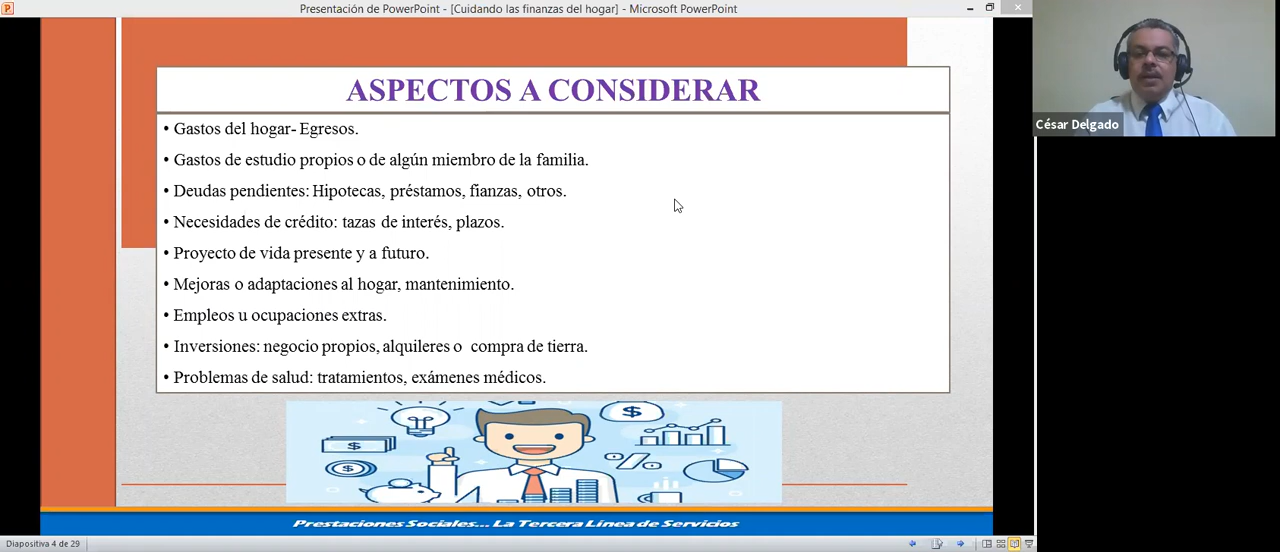 Presentación de PowerPoint - [Cuidando las finanzas del hogar] - Microsoft PowerPoint
ASPECTOS A CONSIDERAR
• Gastos del hogar- Egresos.
• Gastos de estudio propios o de algún miembro de la familia.
• Deudas pendientes: Hipotecas, préstamos, fianzas, otros.
• Necesidades de crédito: tazas de interés, plazos.
• Proyecto de vida presente y a futuro.
• Mejoras o adaptaciones al hogar, mantenimiento.
• Empleos u ocupaciones extras.
• Inversiones: negocio propios, alquileres o compra de tierra.
• Problemas de salud: tratamientos, exámenes médicos.
César Delgado
Prestaciones Sociales... La Tercera Línea de Servicios
Diapositiva 4 de 29